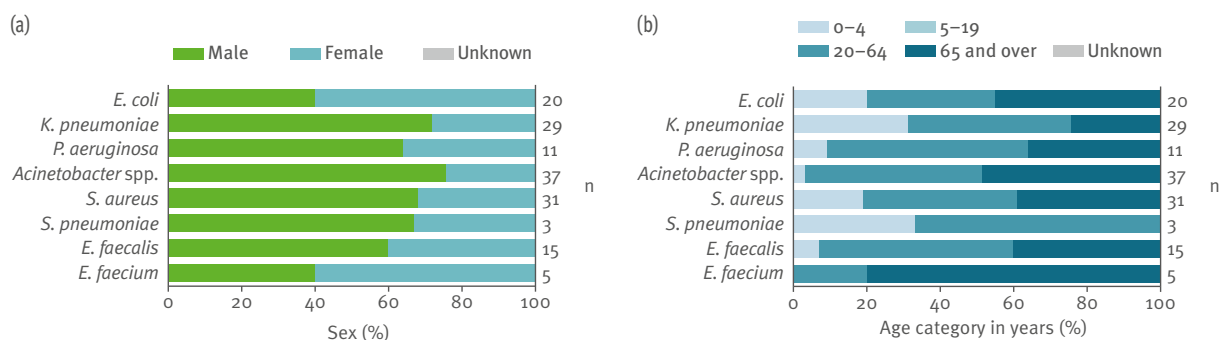 (a)
Male Female Unknown
E. coli 20
K. pneumoniae 29
P. aeruginosa 11
Acinetobacter spp. 37
S. aureus 31
S. pneumoniae 3
E. faecalis 15
E. faecium 5
n
0 20 40 60 80 100
Sex (%)
(b)
0–4 5–19
20–64 65 and over Unknown
E. coli 20
K. pneumoniae 29
P. aeruginosa 11
Acinetobacter spp. 37
S. aureus 31
S. pneumoniae 3
E. faecalis 15
E. faecium 5
n
0 20 40 60 80 100
Age category in years (%)